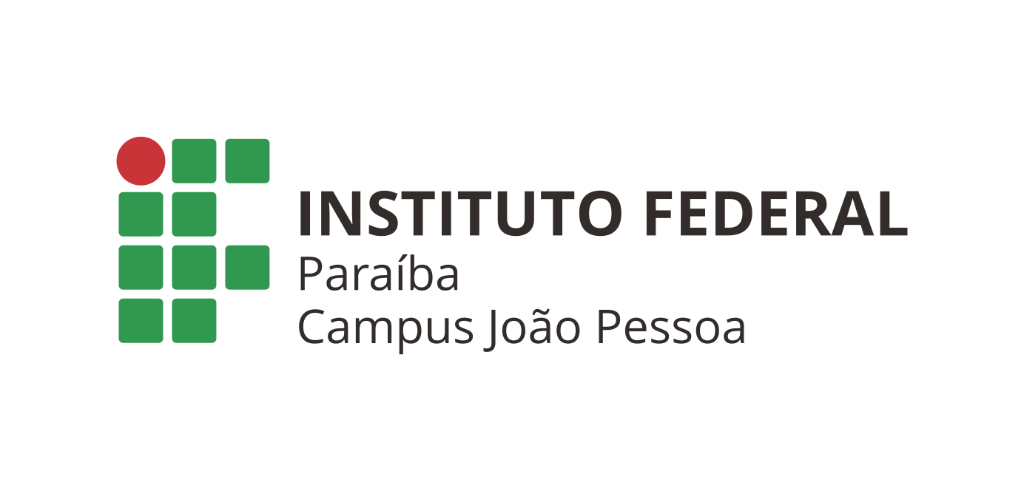 INSTITUTO FEDERAL
Paraíba
Campus João Pessoa